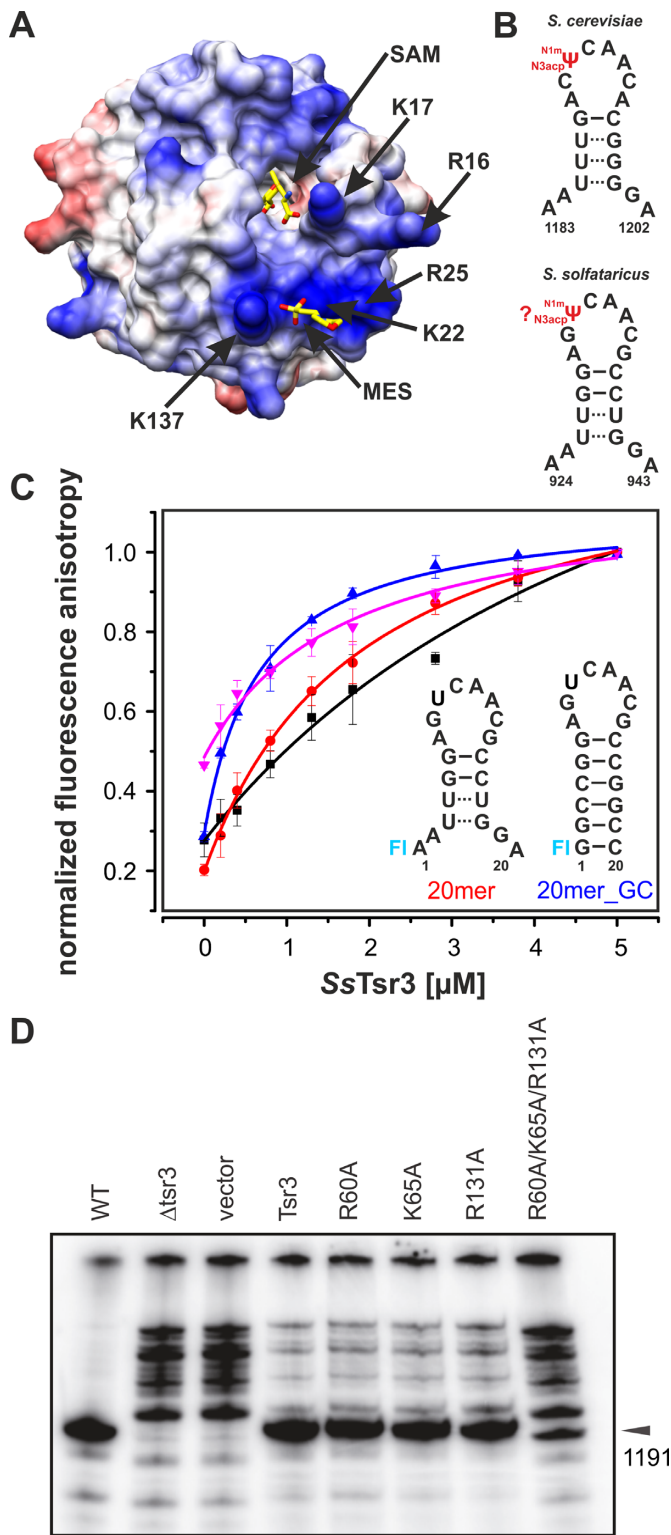 A
SAM
K17
R16
R25
K22
MES
K137
B
S. cerevisiae
N1m
N3acp
Ψ C A A C A C G G G G A
C A G U U U A A
1183 1202
S. solfataricus
? N1m
N3acp
Ψ C A A C G C C U G G A
G A G G U U A A
924 943
C
normalized fluorescence anisotropy
1.0
0.8
0.6
0.4
0.2
0 1 2 3 4 5
SsTsr3 [µM]
U C A A C G C C U G G A
G A G G U U A A
Fl
1 20
20mer
U C A A C G C C G G C C
G A G G C C G G
Fl
1 20
20mer_GC
D
WT
Δtsr3
vector
Tsr3
R60A
K65A
R131A
R60A/K65A/R131A
1191